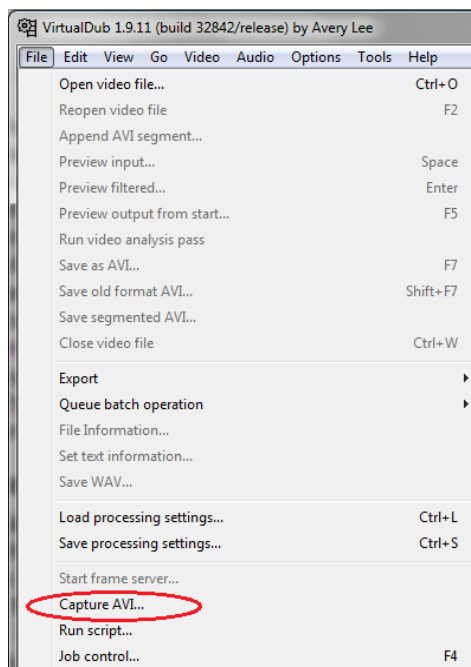 VirtualDub 1.9.11 (build 32842/release) by Avery Lee
File Edit View Go Video Audio Options Tools Help
Open video file... Ctrl+O
Reopen video file F2
Append AVI segment...
Preview input... Space
Preview filtered... Enter
Preview output from start... F5
Run video analysis pass
Save as AVI... F7
Save old format AVI... Shift+F7
Save segmented AVI...
Close video file Ctrl+W
Export
Queue batch operation
File Information...
Set text information...
Save WAV...
Load processing settings... Ctrl+L
Save processing settings... Ctrl+S
Start frame server...
Capture AVI...
Run script...
Job control... F4